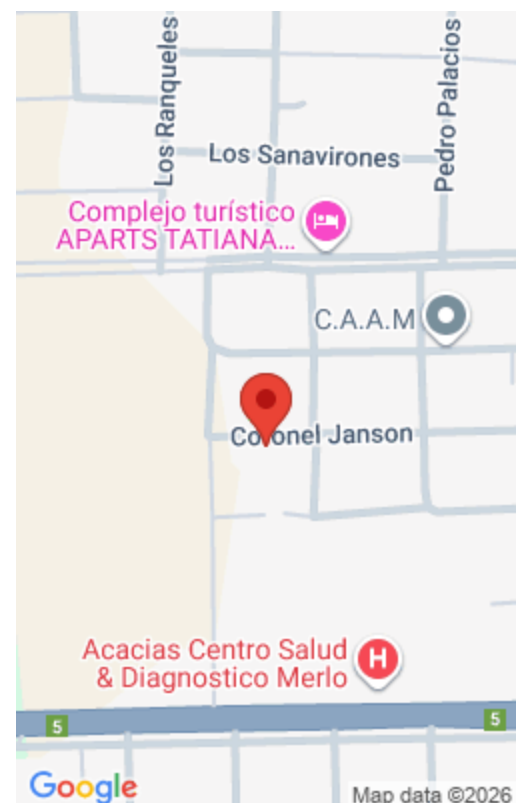 Los Ranqueles
Pedro Palacios
Los Sanavirones
Complejo turístico
APARTS TATIANA...
C.A.A.M
Coronel Janson
Acacias Centro Salud
& Diagnostico Merlo
H
5
5
Google
Map data ©2026